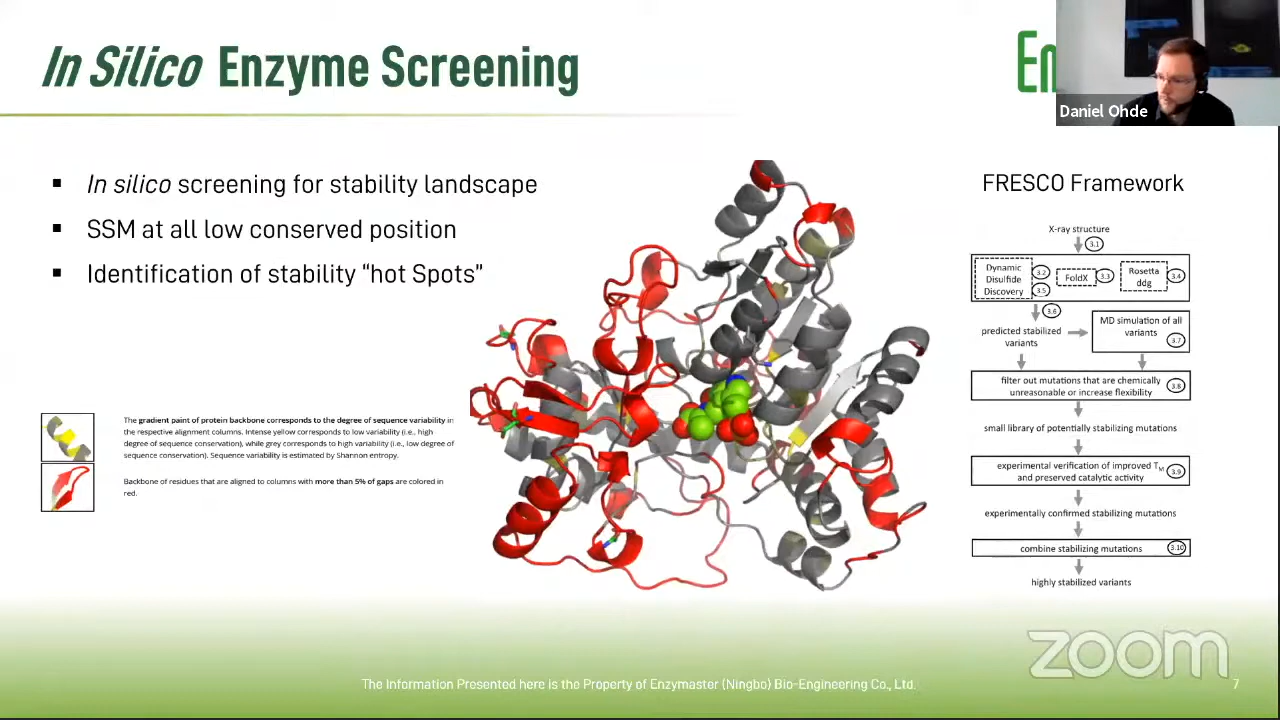 In Silico Enzyme Screening
En
Daniel Ohde
▪ In silico screening for stability landscape
▪ SSM at all low conserved position
▪ Identification of stability “hot Spots”
The gradient paint of protein backbone corresponds to the degree of sequence variability in
the respective alignment columns. Intense yellow corresponds to low variability (i.e., high
degree of sequence conservation), while grey corresponds to high variability (i.e., low degree of
sequence conservation). Sequence variability is estimated by Shannon entropy.
Backbone of residues that are aligned to columns with more than 5% of gaps are colored in
red.
FRESCO Framework
X-ray structure
3.1
Dynamic
Disulfide
Discovery
3.2
3.5
FoldX
3.3
Rosetta
ddg
3.4
3.6
predicted stabilized
variants
MD simulation of all
variants
3.7
filter out mutations that are chemically
unreasonable or increase flexibility
3.8
small library of potentially stabilizing mutations
experimental verification of improved TM
and preserved catalytic activity
3.9
experimentally confirmed stabilizing mutations
combine stabilizing mutations
3.10
highly stabilized variants
zoom
The Information Presented here is the Property of Enzymaster (Ningbo) Bio-Engineering Co., Ltd.
7